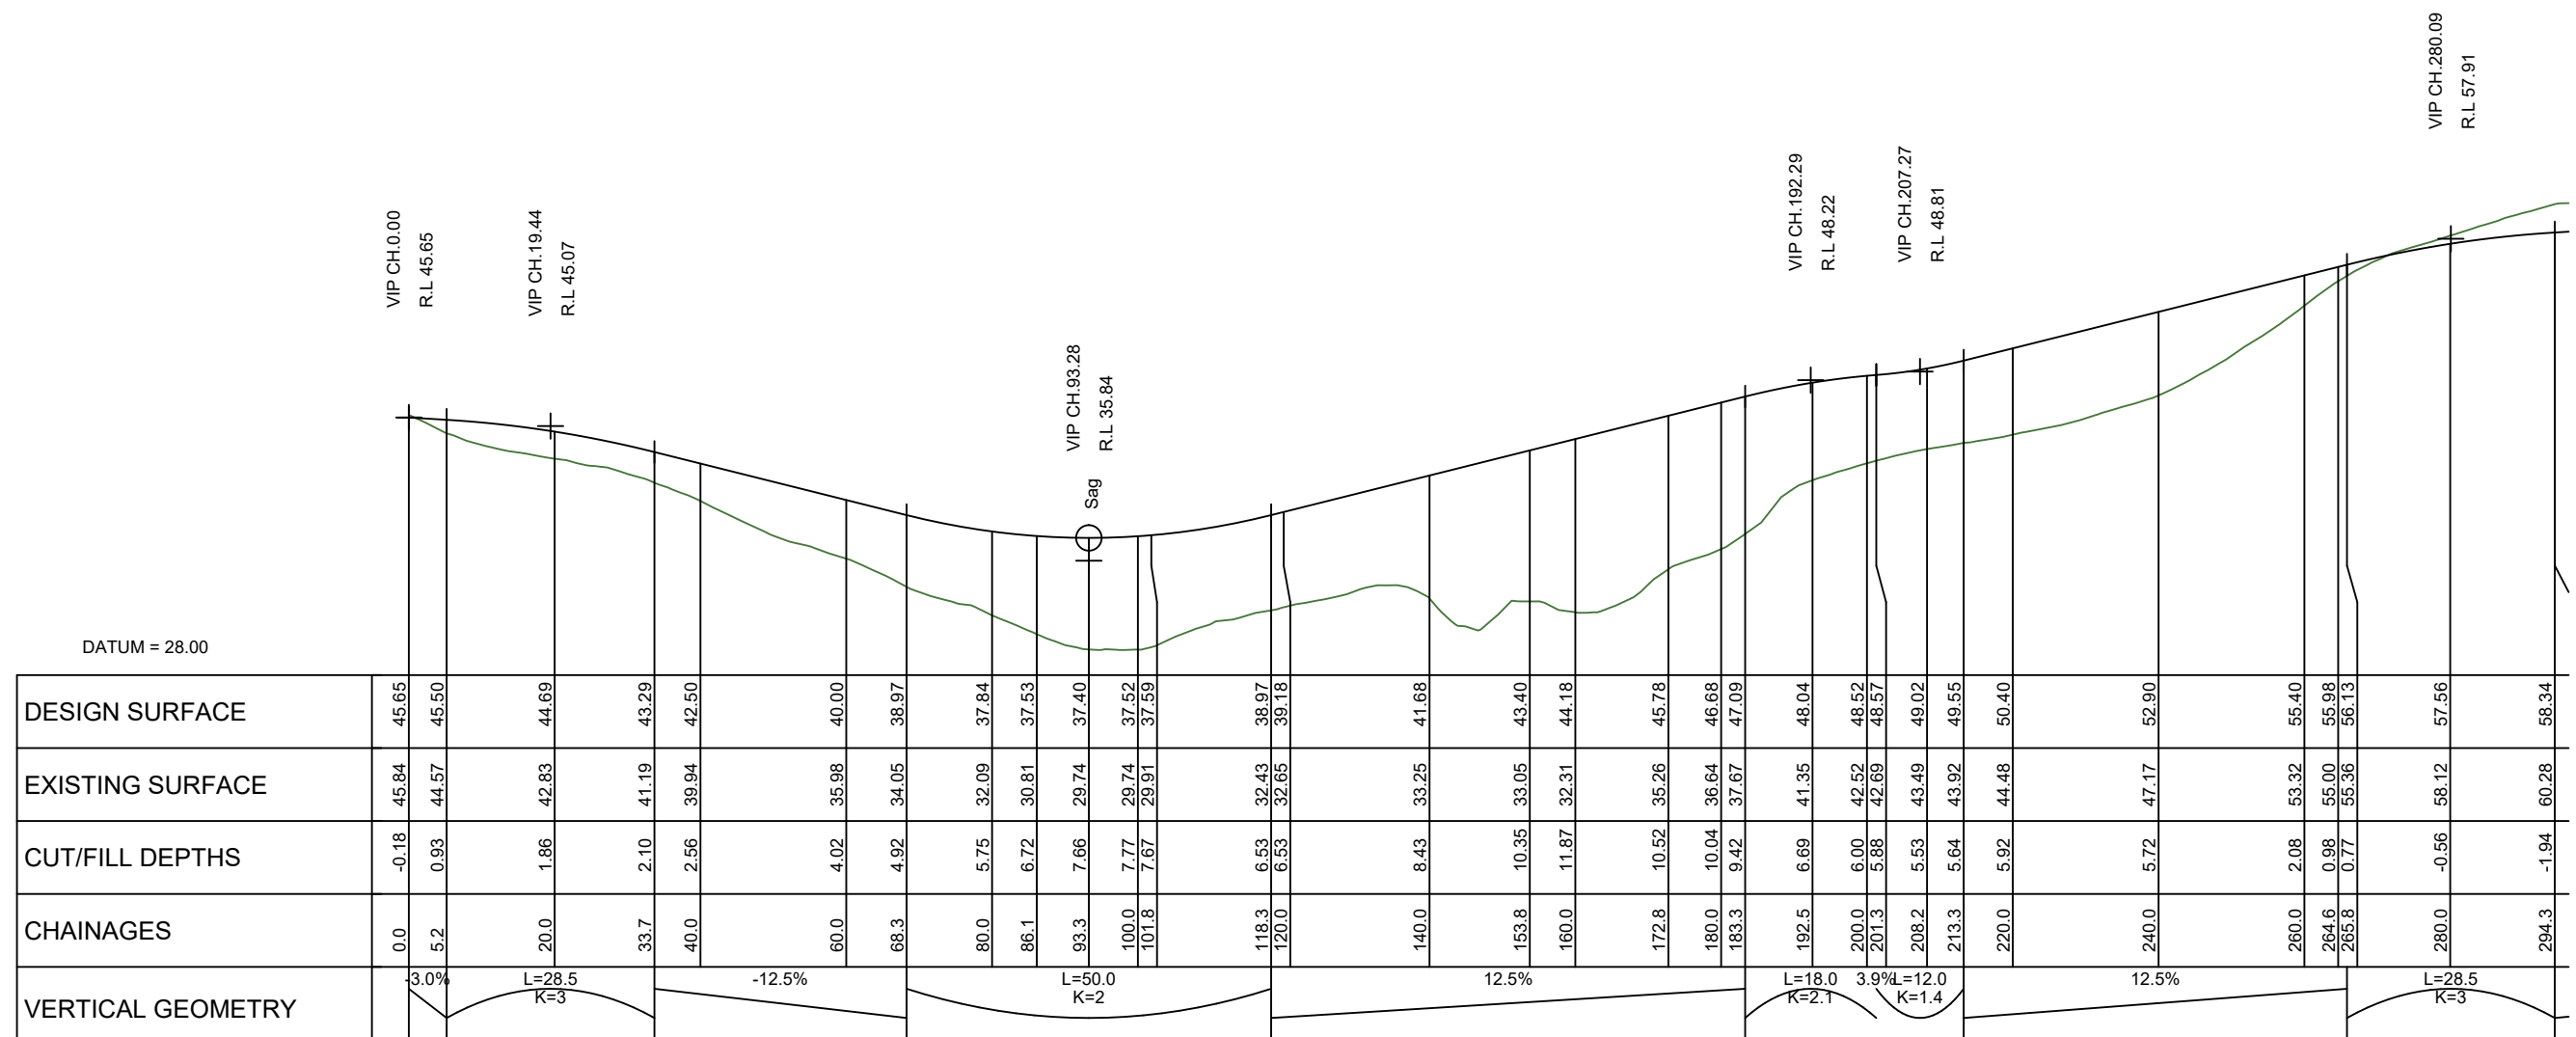 VIP CH.280.09
R.L 57.91
VIP CH.192.29
R.L 48.22
VIP CH.207.27
R.L 48.81
VIP CH.0.00
R.L 45.65
VIP CH.19.44
R.L 45.07
VIP CH.93.28
R.L 35.84
Sag
DATUM = 28.00
DESIGN SURFACE 45.65 45.50 44.69 43.29 42.50 40.00 38.97 37.84 37.53 37.40 37.52 37.59 38.97 39.18 41.68 43.40 44.18 45.78 46.68 47.09 48.04 48.52 48.57 49.02 49.55 50.40 52.90 55.40 55.98 56.13 57.56 58.34
EXISTING SURFACE 45.84 44.57 42.83 41.19 39.94 35.98 34.05 32.09 30.81 29.74 29.74 29.91 32.43 32.65 33.25 33.05 32.31 35.26 36.64 37.67 41.35 42.52 42.69 43.49 43.92 44.48 47.17 53.32 55.00 55.36 58.12 60.28
CUT/FILL DEPTHS -0.18 0.93 1.86 2.10 2.56 4.02 4.92 5.75 6.72 7.66 7.77 7.67 6.53 6.53 8.43 10.35 11.87 10.52 10.04 9.42 6.69 6.00 5.88 5.53 5.64 5.92 5.72 2.08 0.98 0.77 -0.56 -1.94
CHAINAGES 0.0 5.2 20.0 33.7 40.0 60.0 68.3 80.0 86.1 93.3 100.0 101.8 118.3 120.0 140.0 153.8 160.0 172.8 180.0 183.3 192.5 200.0 201.3 208.2 213.3 220.0 240.0 260.0 264.6 265.8 280.0 294.3
-3.0% L=28.5 -12.5% L=50.0 12.5% L=18.0 3.9% L=12.0 12.5% L=28.5
K=3 K=2 K=2.1 K=1.4 K=3
VERTICAL GEOMETRY